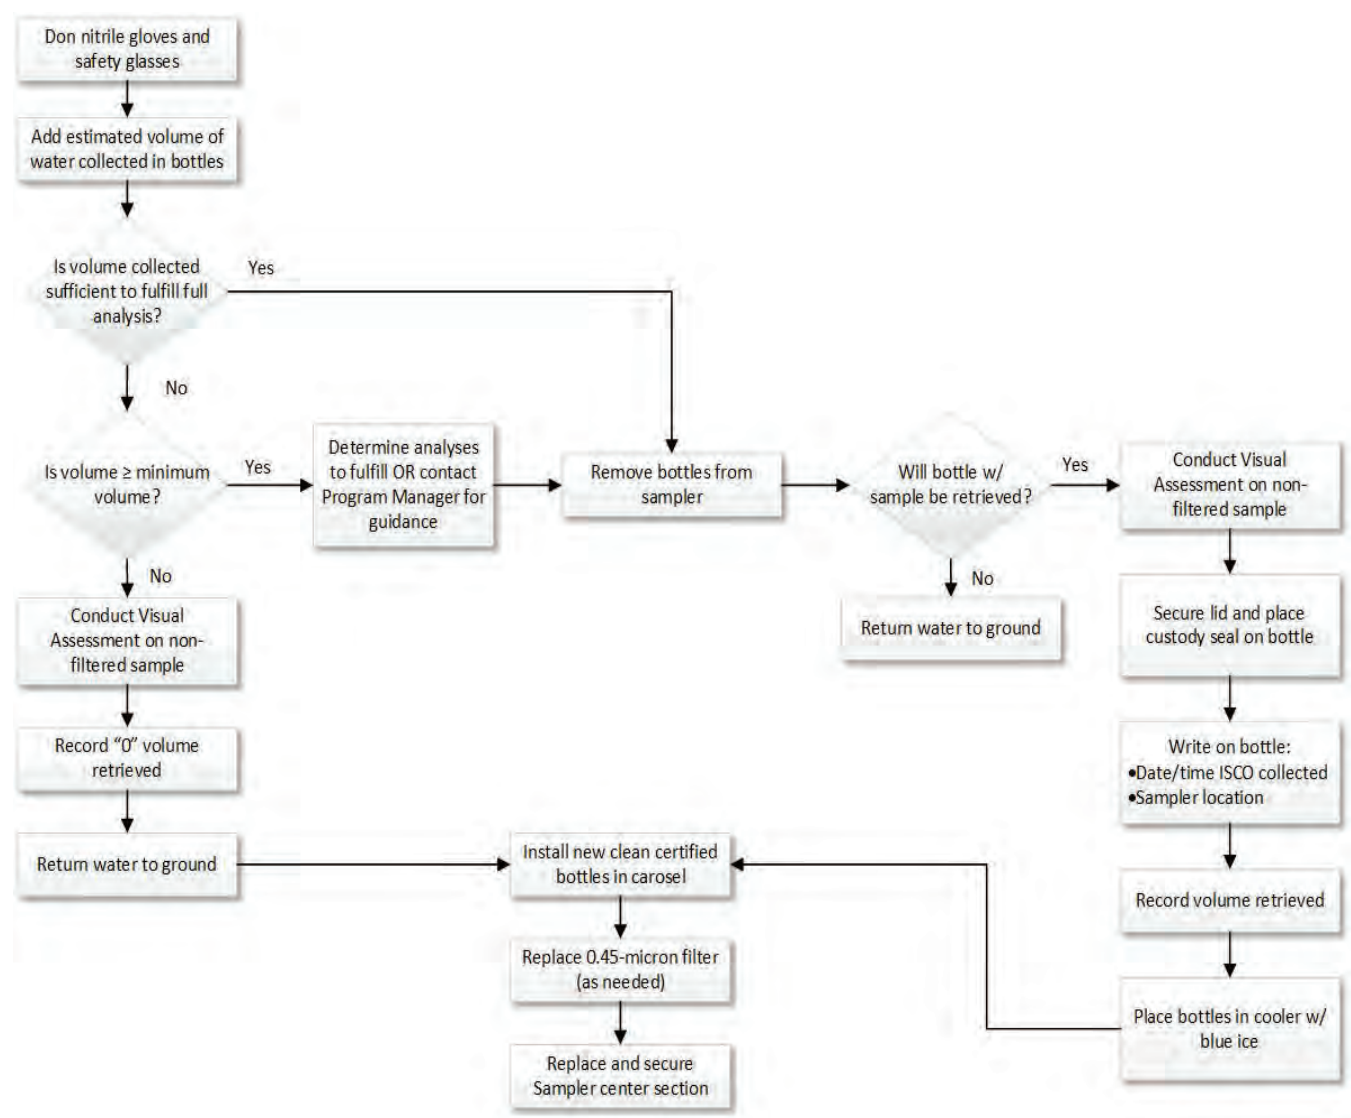 Don nitrile gloves and
safety glasses
Add estimated volume of
water collected in bottles
Is volume collected
sufficient to fulfill full
analysis?
Yes
No
Is volume ≥ minimum
volume?
Yes
Determine analyses
to fulfill OR contact
Program Manager for
guidance
Remove bottles from
sampler
Will bottle w/
sample be retrieved?
Yes
Conduct Visual
Assessment on non-
filtered sample
No
Return water to ground
Secure lid and place
custody seal on bottle
Write on bottle:
•Date/time ISCO collected
•Sampler location
Record volume retrieved
Place bottles in cooler w/
blue ice
No
Conduct Visual
Assessment on non-
filtered sample
Record “0” volume
retrieved
Return water to ground
Install new clean certified
bottles in carosel
Replace 0.45-micron filter
(as needed)
Replace and secure
Sampler center section